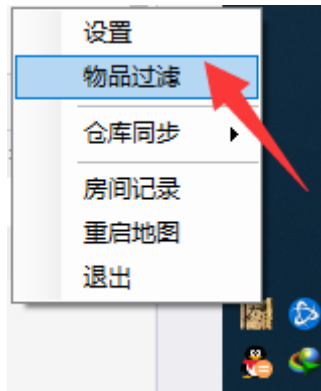 设置
物品过滤
仓库同步
房间记录
重启地图
退出